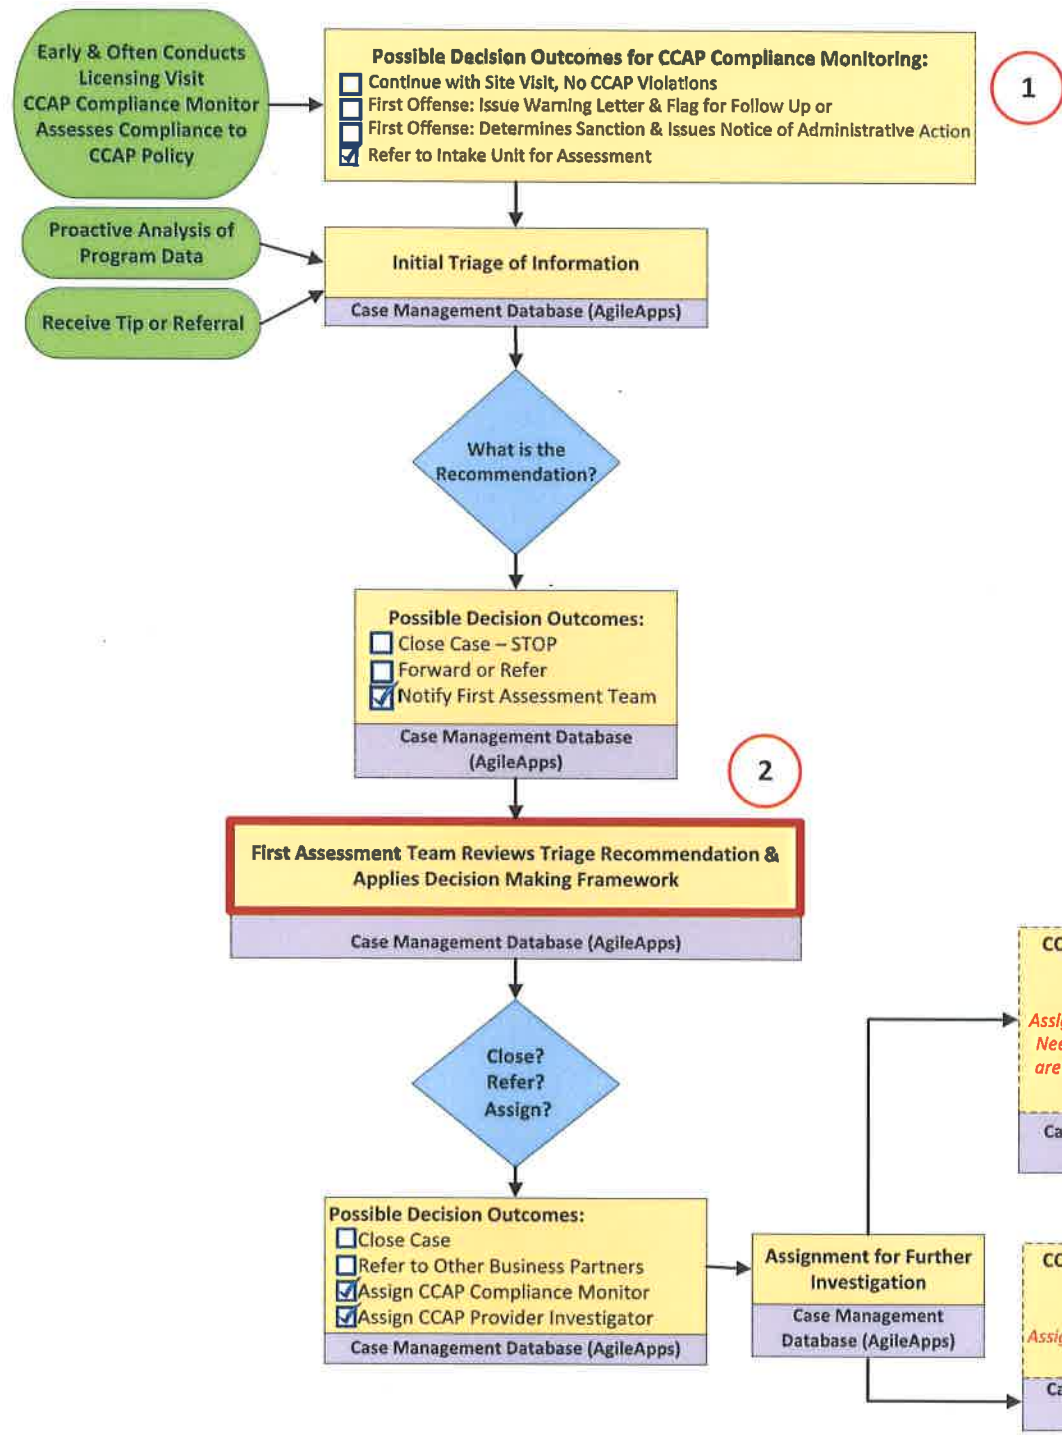 Early & Often Conducts
Licensing Visit
CCAP Compliance Monitor
Assesses Compliance to
CCAP Policy
Possible Decision Outcomes for CCAP Compliance Monitoring:
Continue with Site Visit, No CCAP Violations
First Offense: Issue Warning Letter & Flag for Follow Up or
First Offense: Determines Sanction & Issues Notice of Administrative Action
Refer to Intake Unit for Assessment
1
Proactive Analysis of
Program Data
Receive Tip or Referral
Initial Triage of Information
Case Management Database (AgileApps)
What is the
Recommendation?
Possible Decision Outcomes:
Close Case – STOP
Forward or Refer
Notify First Assessment Team
Case Management Database
(AgileApps)
2
First Assessment Team Reviews Triage Recommendation &
Applies Decision Making Framework
Case Management Database (AgileApps)
Close?
Refer?
Assign?
Possible Decision Outcomes:
Close Case
Refer to Other Business Partners
Assign CCAP Compliance Monitor
Assign CCAP Provider Investigator
Case Management Database (AgileApps)
Assignment for Further
Investigation
Case Management
Database (AgileApps)
are